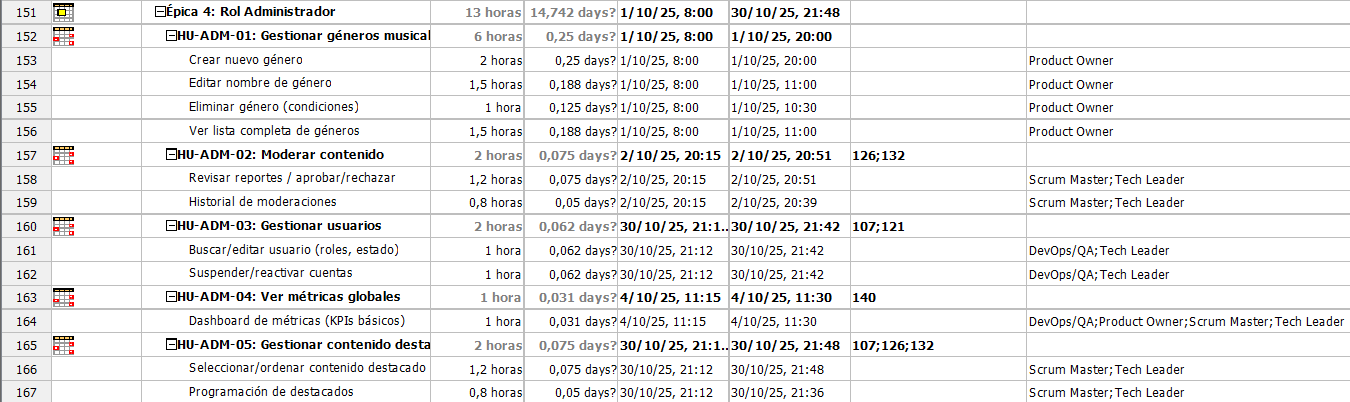 151 Épica 4: Rol Administrador 13 horas 14,742 days? 1/10/25, 8:00 30/10/25, 21:48
152 HU-ADM-01: Gestionar géneros musical 6 horas 0,25 days? 1/10/25, 8:00 1/10/25, 20:00
153 Crear nuevo género 2 horas 0,25 days? 1/10/25, 8:00 1/10/25, 20:00 Product Owner
154 Editar nombre de género 1,5 horas 0,188 days? 1/10/25, 8:00 1/10/25, 11:00 Product Owner
155 Eliminar género (condiciones) 1 hora 0,125 days? 1/10/25, 8:00 1/10/25, 10:30 Product Owner
156 Ver lista completa de géneros 1,5 horas 0,188 days? 1/10/25, 8:00 1/10/25, 11:00 Product Owner
157 HU-ADM-02: Moderar contenido 2 horas 0,075 days? 2/10/25, 20:15 2/10/25, 20:51 126;132
158 Revisar reportes / aprobar/rechazar 1,2 horas 0,075 days? 2/10/25, 20:15 2/10/25, 20:51 Scrum Master;Tech Leader
159 Historial de moderaciones 0,8 horas 0,05 days? 2/10/25, 20:15 2/10/25, 20:39 Scrum Master;Tech Leader
160 HU-ADM-03: Gestionar usuarios 2 horas 0,062 days? 30/10/25, 21:1... 30/10/25, 21:42 107;121
161 Buscar/editar usuario (roles, estado) 1 hora 0,062 days? 30/10/25, 21:12 30/10/25, 21:42 DevOps/QA;Tech Leader
162 Suspender/reactivar cuentas 1 hora 0,062 days? 30/10/25, 21:12 30/10/25, 21:42 DevOps/QA;Tech Leader
163 HU-ADM-04: Ver métricas globales 1 hora 0,031 days? 4/10/25, 11:15 4/10/25, 11:30 140
164 Dashboard de métricas (KPIs básicos) 1 hora 0,031 days? 4/10/25, 11:15 4/10/25, 11:30 DevOps/QA;Product Owner;Scrum Master;Tech Leader
165 HU-ADM-05: Gestionar contenido desta 2 horas 0,075 days? 30/10/25, 21:1... 30/10/25, 21:48 107;126;132
166 Seleccionar/ordenar contenido destacado 1,2 horas 0,075 days? 30/10/25, 21:12 30/10/25, 21:48 Scrum Master;Tech Leader
167 Programación de destacados 0,8 horas 0,05 days? 30/10/25, 21:12 30/10/25, 21:36 Scrum Master;Tech Leader